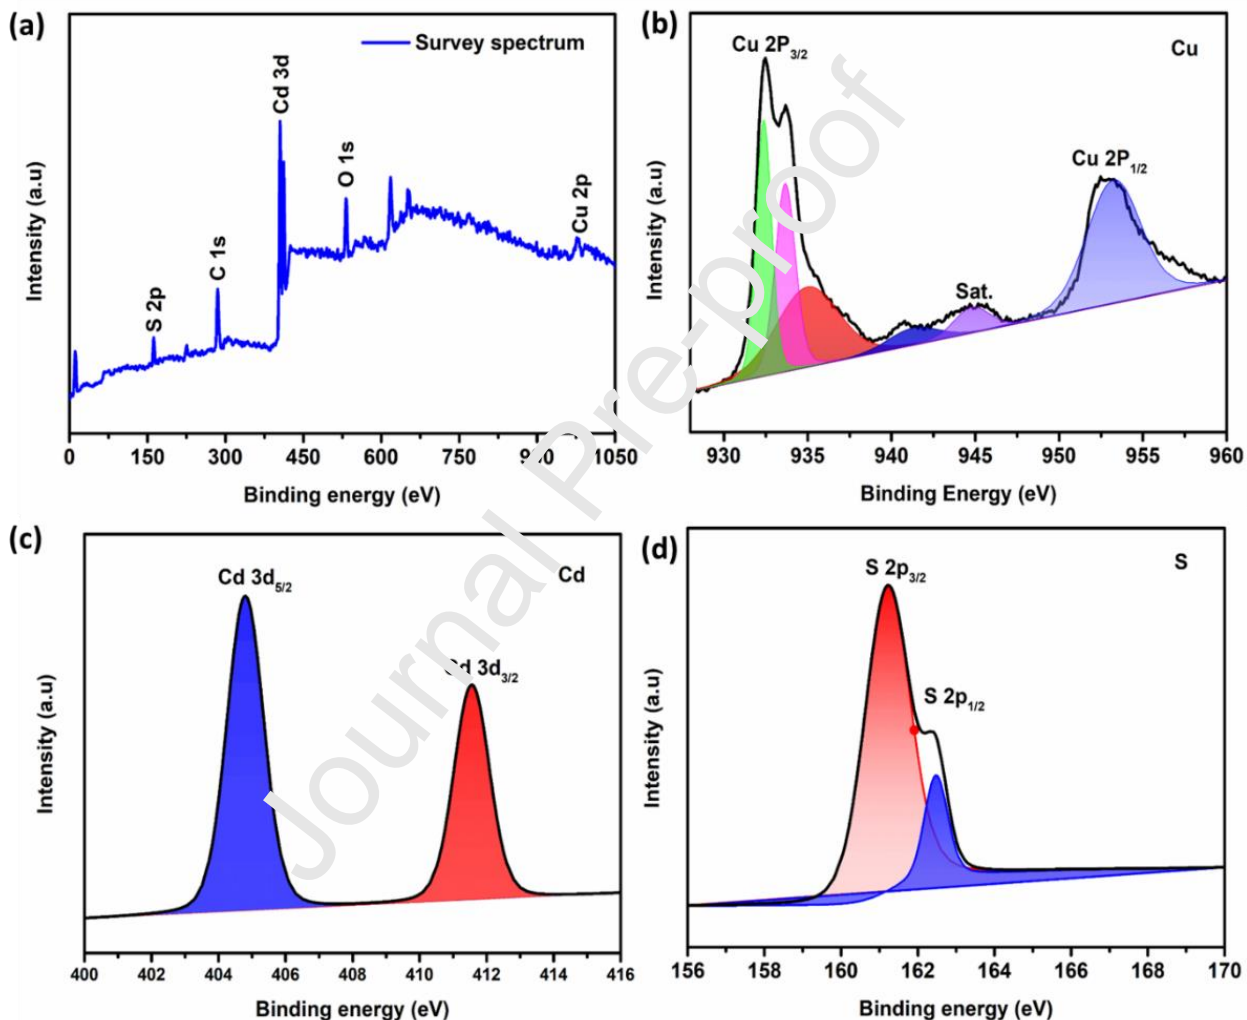 (a)
Survey spectrum
S 2p
C 1s
Cd 3d
O 1s
Cu 2p
Intensity (a.u)
0 150 300 450 600 750 900 1050
Binding energy (eV)
(b)
Cu 2P3/2
Cu
Cu 2P1/2
Sat.
Intensity (a.u)
930 935 940 945 950 955 960
Binding Energy (eV)
(c)
Cd 3d5/2
Cd
Cd 3d3/2
Intensity (a.u)
400 402 404 406 408 410 412 414 416
Binding energy (eV)
(d)
S 2p3/2
S
S 2p1/2
Intensity (a.u)
156 158 160 162 164 166 168 170
Binding energy (eV)
Journal Pre-proof